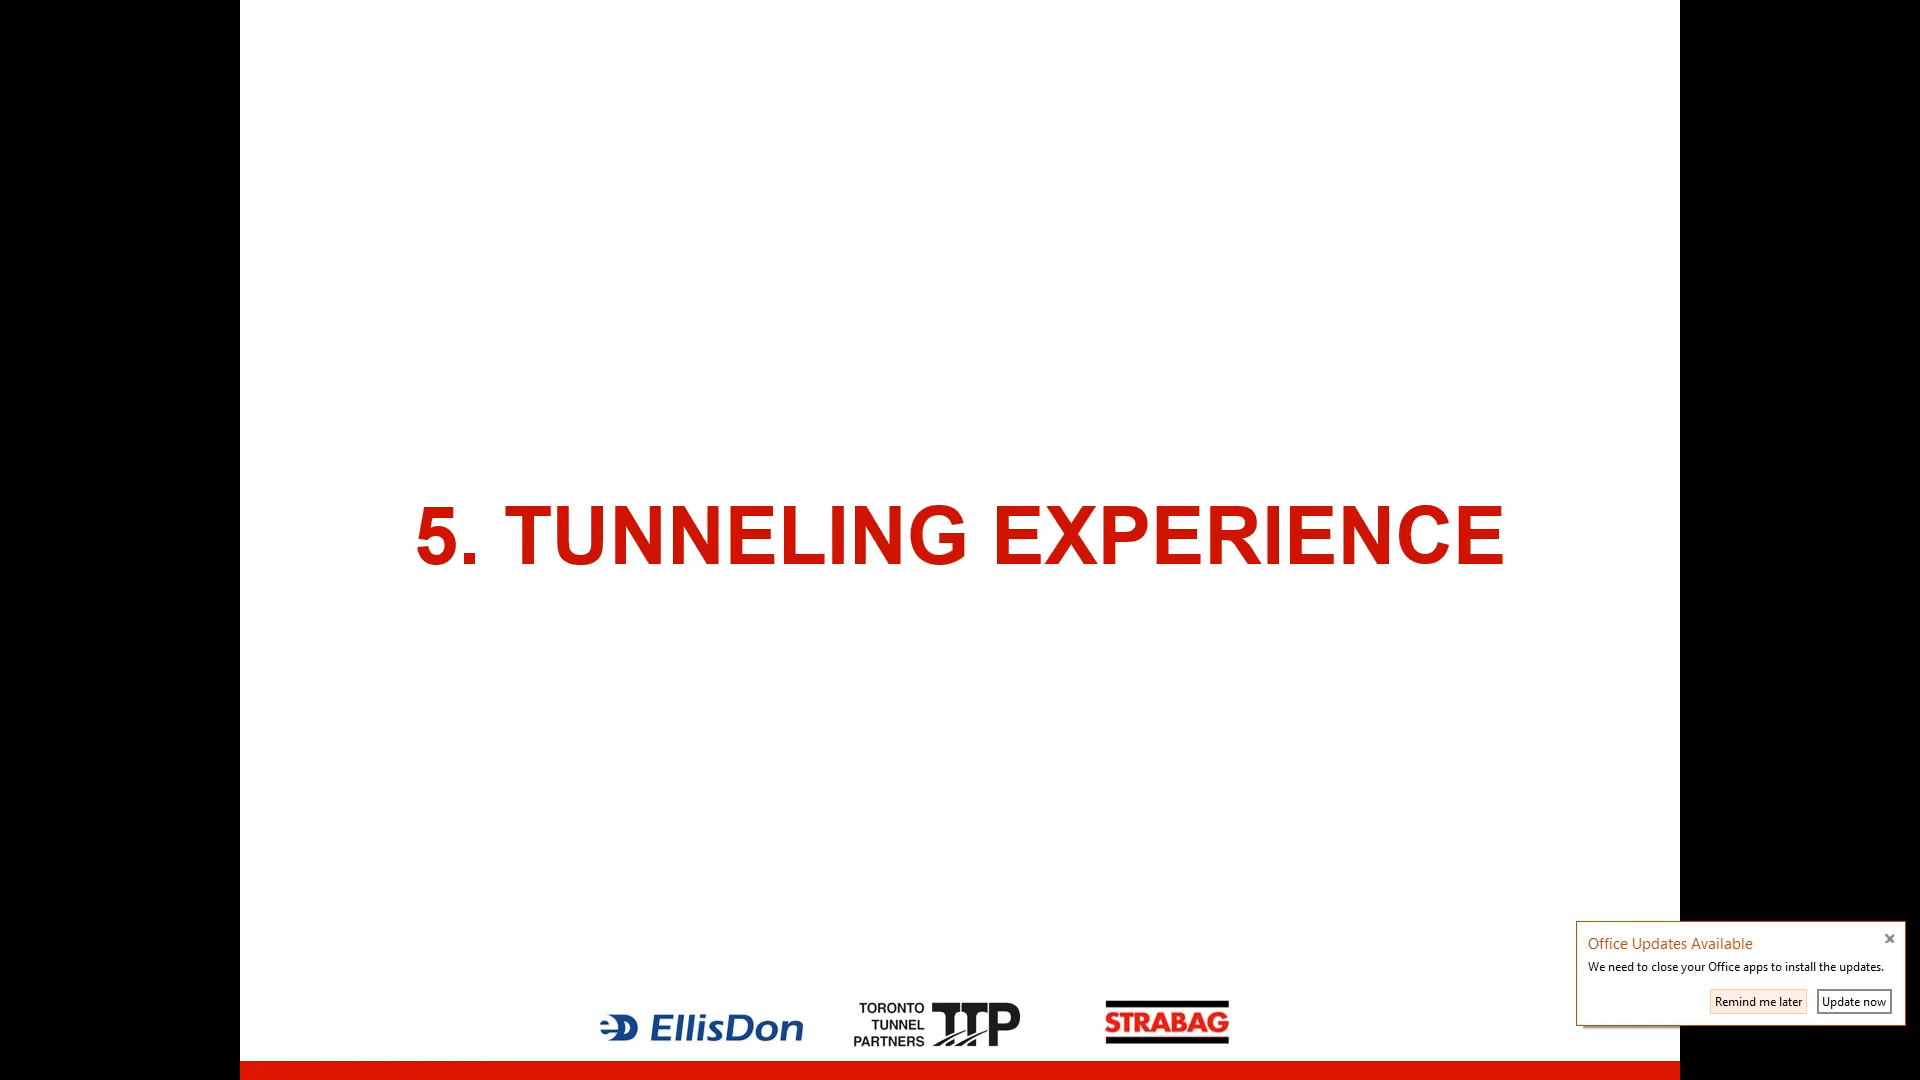 5. TUNNELING EXPERIENCE
Office Updates Available
We need to close your Office apps to install the updates.
Remind me later
Update now
EllisDon
TORONTO
TUNNEL
PARTNERS
TTP
STRABAG